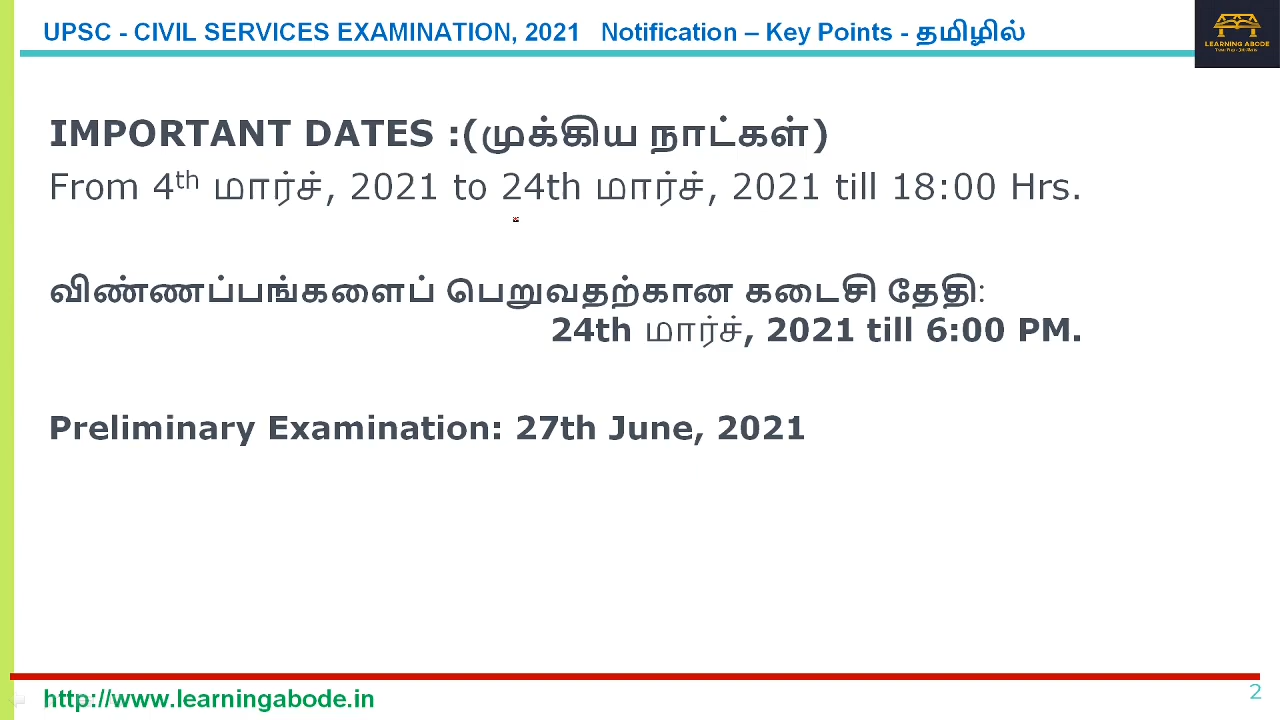 UPSC - CIVIL SERVICES EXAMINATION, 2021 Notification – Key Points - தமிழில்
LEARNING ABODE
IMPORTANT DATES :(முக்கிய நாட்கள்)
From 4th மார்ச், 2021 to 24th மார்ச், 2021 till 18:00 Hrs.
விண்ணப்பங்களைப் பெறுவதற்கான கடைசி தேதி:
24th மார்ச், 2021 till 6:00 PM.
Preliminary Examination: 27th June, 2021
http://www.learningabode.in
2